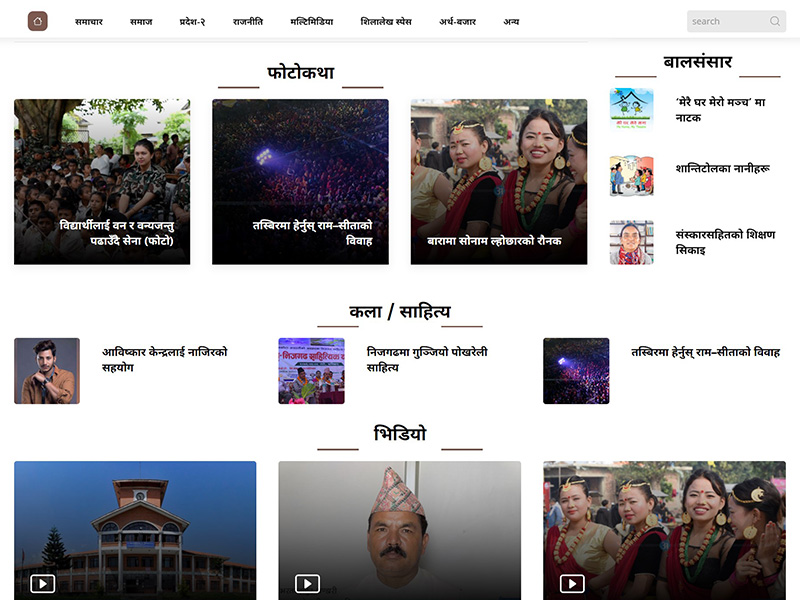 समाचार
समाज
प्रदेश-२
राजनीति
मल्टिमिडिया
शिलालेख स्पेस
अर्थ-बजार
अन्य
search
फोटोकथा
विद्यार्थीलाई वन र वन्यजन्तु
पढाउँदै सेना (फोटो)
तस्बिरमा हेर्नुस् राम–सीताको
विवाह
बारामा सोनाम ल्होछारको रौनक
बालसंसार
‘मेरै घर मेरो मञ्च’ मा
नाटक
शान्तिटोलका नानीहरू
संस्कारसहितको शिक्षण
सिकाइ
कला / साहित्य
आविष्कार केन्द्रलाई नाजिरको
सहयोग
निजगढमा गुञ्जियो पोखरेली
साहित्य
तस्बिरमा हेर्नुस् राम–सीताको विवाह
भिडियो